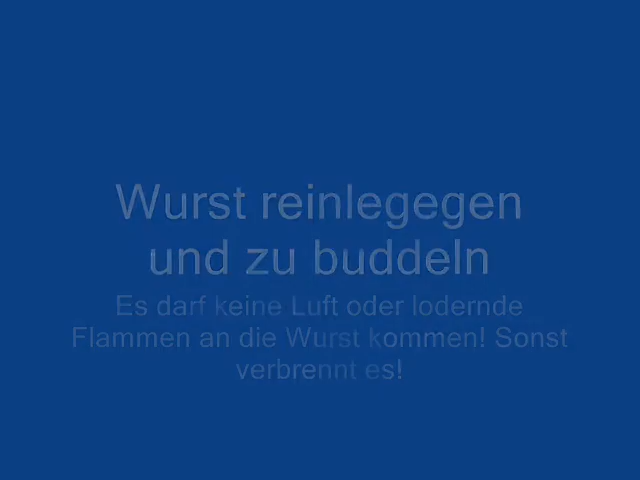 Wurst reinlegegen
und zu buddeln
Es darf keine Luft oder lodernde
Flammen an die Wurst kommen! Sonst
verbrennt es!